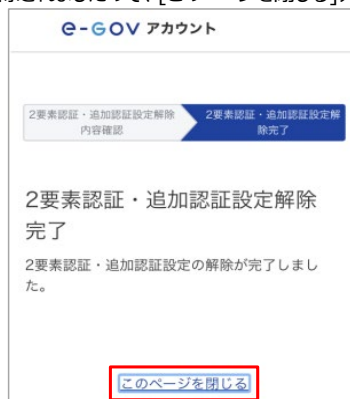 e-GOV アカウント
2要素認証・追加認証設定解除
内容確認
2要素認証・追加認証設定解
除完了
2要素認証・追加認証設定解除
完了
2要素認証・追加認証設定の解除が完了しまし
た。
このページを閉じる